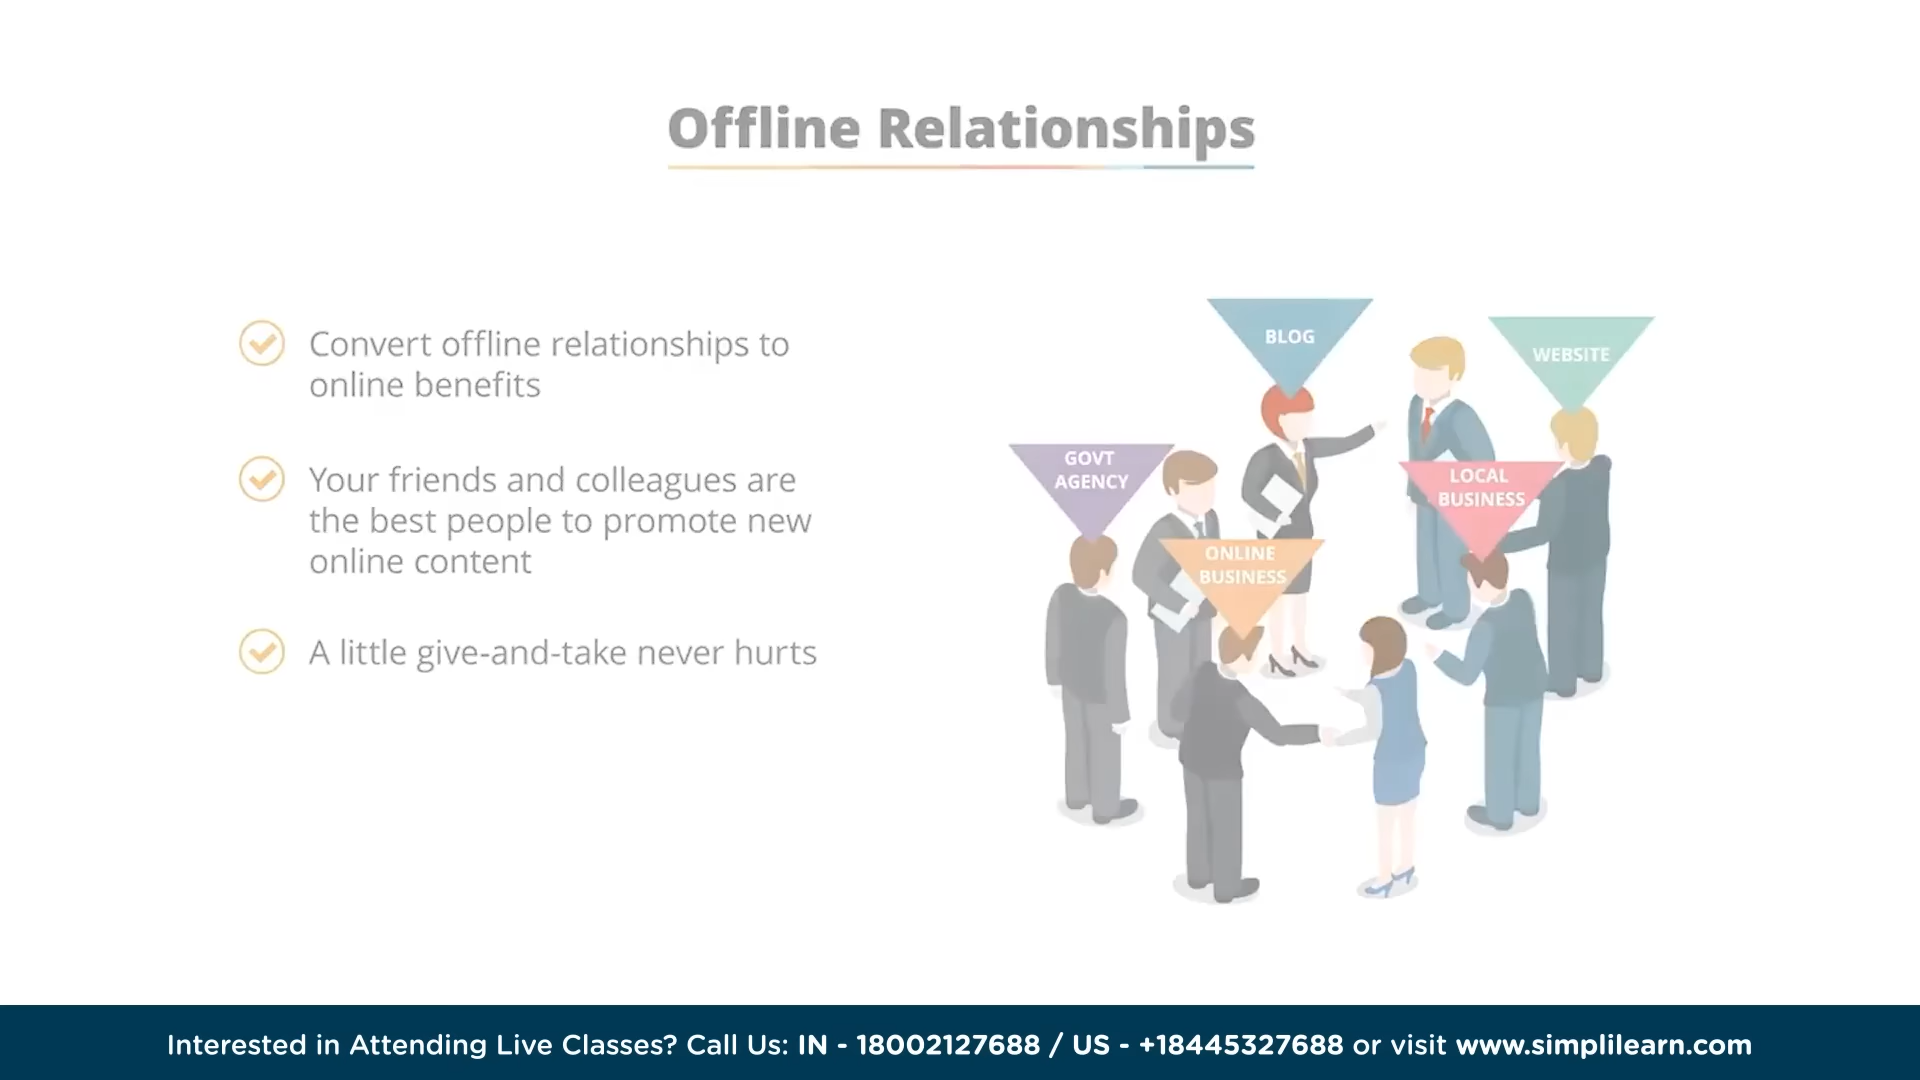 Offline Relationships
Convert offline relationships to
online benefits
Your friends and colleagues are
the best people to promote new
online content
A little give-and-take never hurts
BLOG
WEBSITE
GOVT
AGENCY
LOCAL
BUSINESS
ONLINE
BUSINESS
Interested in Attending Live Classes? Call Us: IN - 18002127688 / US - +18445327688 or visit www.simplilearn.com